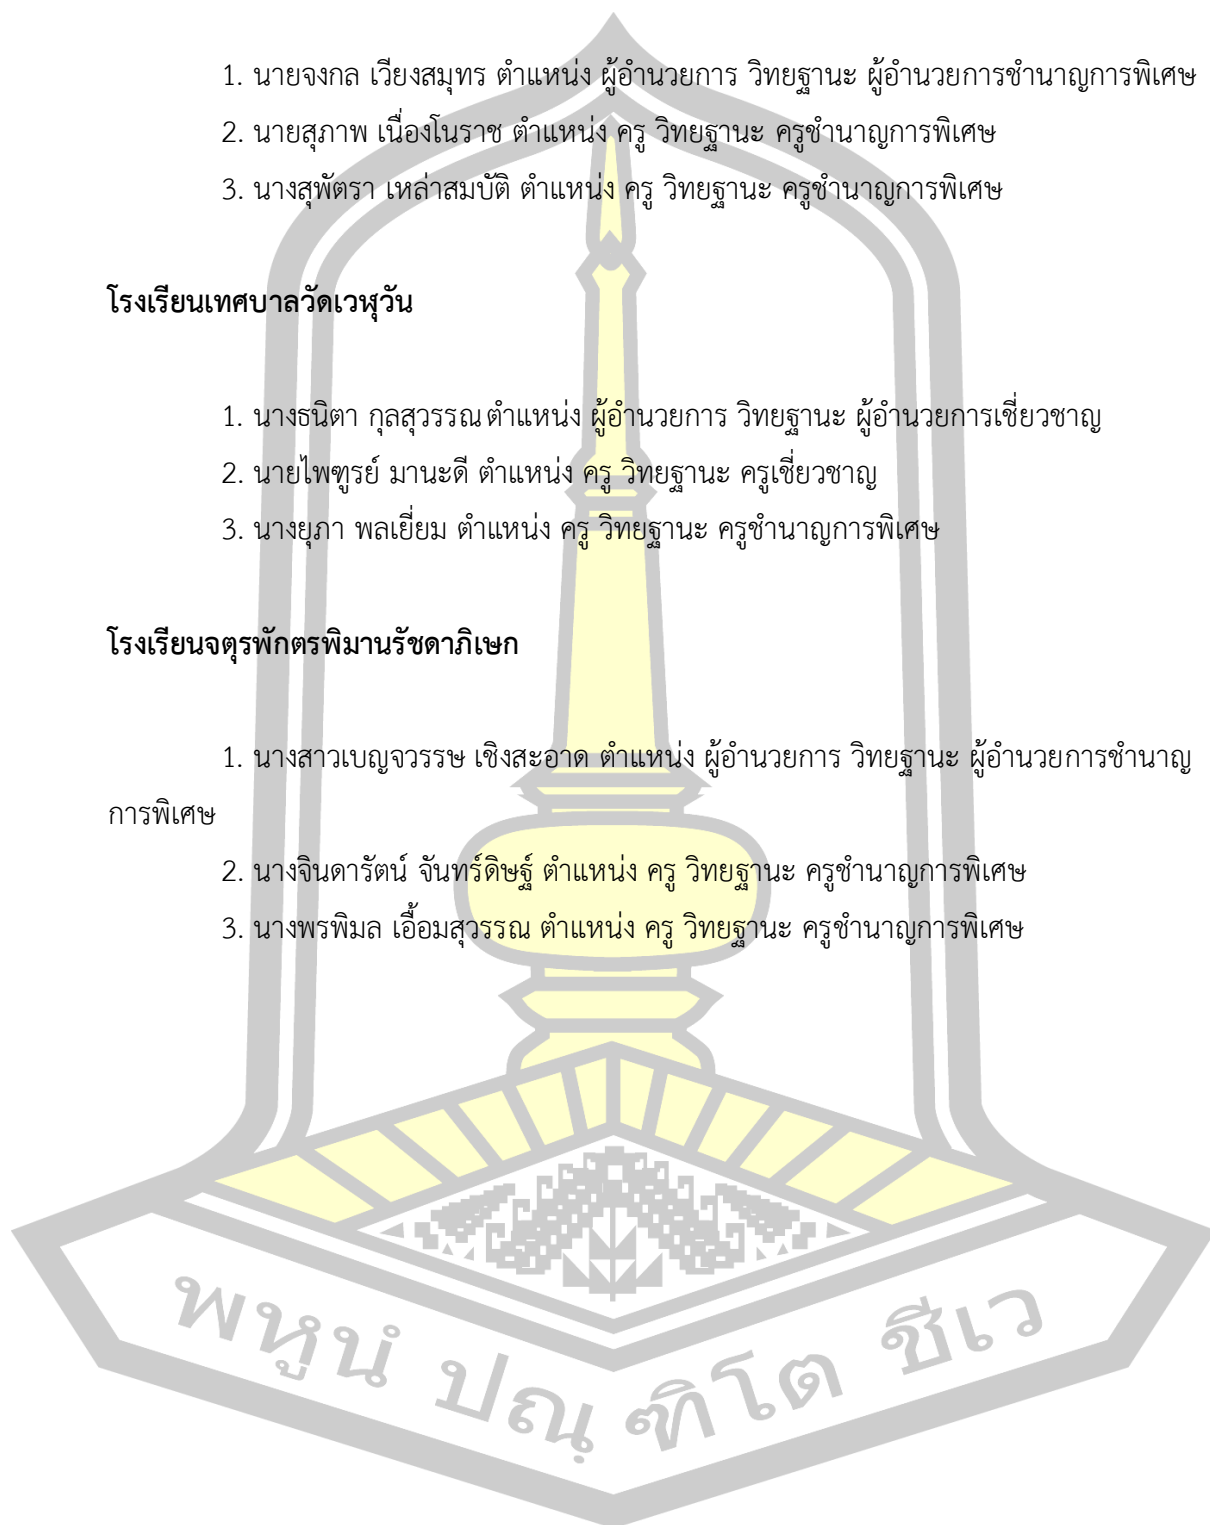 1. นายจงกล เวียงสมุทร ตำแหน่ง ผู้อำนวยการ วิทยฐานะ ผู้อำนวยการชำนาญการพิเศษ
2. นายสุภาพ เนื่องโนราช ตำแหน่ง ครู วิทยฐานะ ครูชำนาญการพิเศษ
3. นางสุพัตรา เหล่าสมบัติ ตำแหน่ง ครู วิทยฐานะ ครูชำนาญการพิเศษ
โรงเรียนเทศบาลวัดเวฬุวัน
1. นางธนิตา กุลสุวรรณ ตำแหน่ง ผู้อำนวยการ วิทยฐานะ ผู้อำนวยการเชี่ยวชาญ
2. นายไพฑูรย์ มานะดี ตำแหน่ง ครู วิทยฐานะ ครูเชี่ยวชาญ
3. นางยุภา พลเยี่ยม ตำแหน่ง ครู วิทยฐานะ ครูชำนาญการพิเศษ
โรงเรียนจตุรพักตรพิมานรัชดาภิเษก
1. นางสาวเบญจวรรษ เชิงสะอาด ตำแหน่ง ผู้อำนวยการ วิทยฐานะ ผู้อำนวยการชำนาญ
การพิเศษ
2. นางจินดารัตน์ จันทร์ดิษฐ์ ตำแหน่ง ครู วิทยฐานะ ครูชำนาญการพิเศษ
3. นางพรพิมล เอื้อมสุวรรณ ตำแหน่ง ครู วิทยฐานะ ครูชำนาญการพิเศษ
พหูนํ ปณฺฑิโต ชีเว